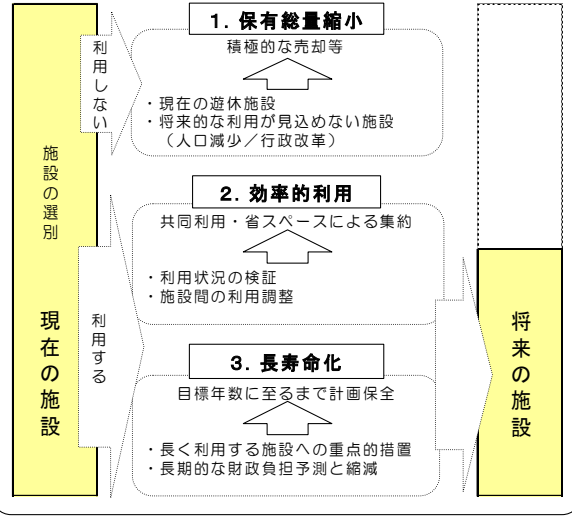 施設の選別
現在の施設
利用しない
1. 保有総量縮小
積極的な売却等
・現在の遊休施設
・将来的な利用が見込めない施設
（人口減少／行政改革）
利用する
2. 効率的利用
共同利用・省スペースによる集約
・利用状況の検証
・施設間の利用調整
3. 長寿命化
目標年数に至るまで計画保全
・長く利用する施設への重点的措置
・長期的な財政負担予測と縮減
将来の施設